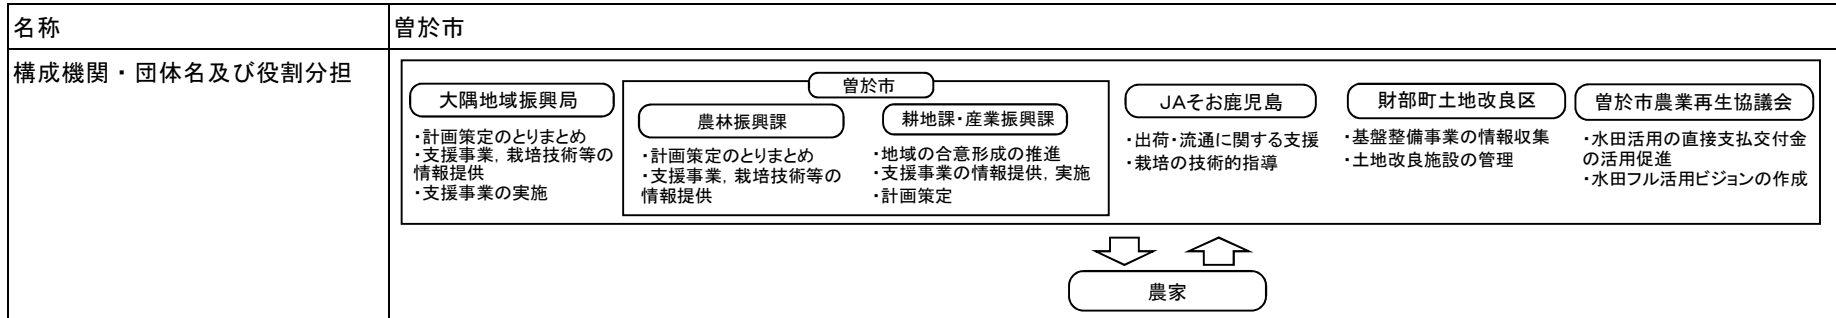 名称
曽於市
構成機関・団体名及び役割分担
大隅地域振興局
・計画策定のとりまとめ
・支援事業，栽培技術等の
情報提供
・支援事業の実施
曽於市
農林振興課
・計画策定のとりまとめ
・支援事業，栽培技術等の
情報提供
耕地課・産業振興課
・地域の合意形成の推進
・支援事業の情報提供，実施
・計画策定
ＪＡそお鹿児島
・出荷・流通に関する支援
・栽培の技術的指導
財部町土地改良区
・基盤整備事業の情報収集
・土地改良施設の管理
曽於市農業再生協議会
・水田活用の直接支払交付金
の活用促進
・水田フル活用ビジョンの作成
農家